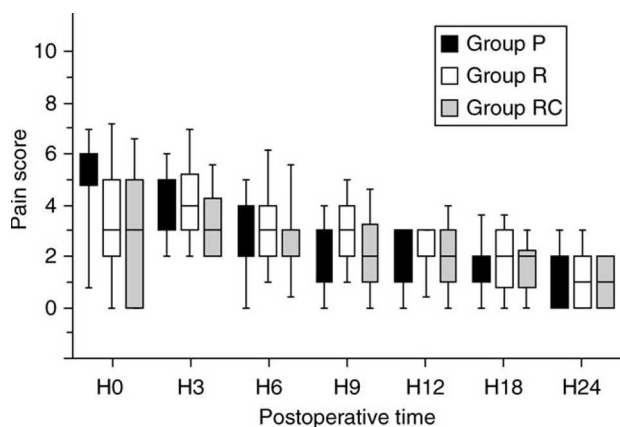 Pain score
10
8
6
4
2
0
Group P
Group R
Group RC
H0 H3 H6 H9 H12 H18 H24
Postoperative time